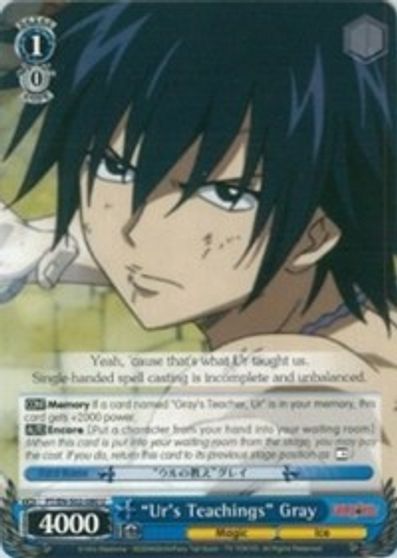 1
0
Yeah, 'cause that's what Ur taught us.
Single-handed spell casting is incomplete and unbalanced.
CONT Memory If a card named "Gray's Teacher, Ur" is in your memory, this
card gets +2000 power.
AUTO Encore [Put a character from your hand into your waiting room]
(When this card is put into your waiting room from the stage, you may
pay the cost. If you do, return this card to its previous stage position as
Card Name
"ウルの教え"グレイ
"Ur's Teachings" Gray
4000
Magic
Ice